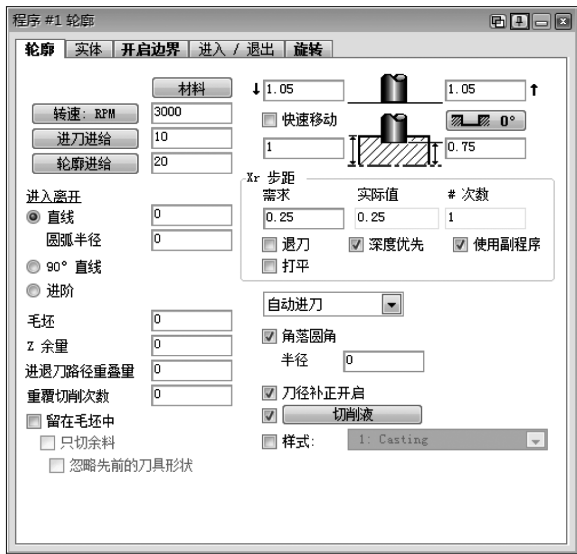 程序 #1 轮廓
轮廓 实体 开启边界 进入 / 退出 旋转
材料
转速: RPM 3000
进刀进给 10
轮廓进给 20
进入离开
直线 0
圆弧半径 0
90° 直线
进阶
毛坯 0
Z 余量 0
进退刀路径重叠量 0
重覆切削次数 0
留在毛坯中
只切余料
忽略先前的刀具形状
1.05 1.05
快速移动 0°
1 0.75
Xr 步距
需求 实际值 # 次数
0.25 0.25 1
退刀 深度优先 使用副程序
打平
自动进刀
角落圆角
半径 0
刀径补正开启
切削液
样式: 1: Casting